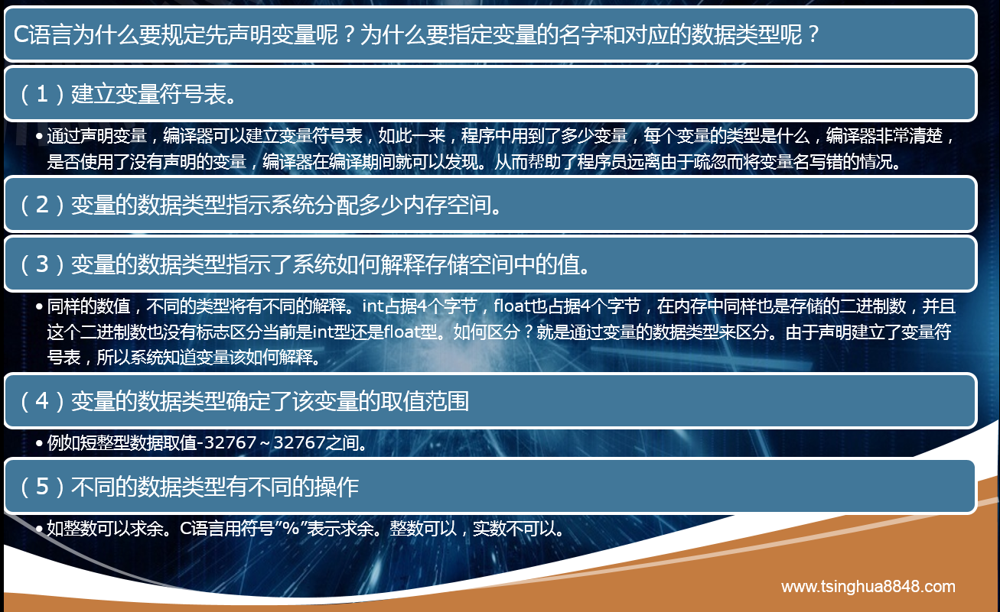 C语言为什么要规定先声明变量呢？为什么要指定变量的名字和对应的数据类型呢？
（1）建立变量符号表。
•通过声明变量，编译器可以建立变量符号表，如此一来，程序中用到了多少变量，每个变量的类型是什么，编译器非常清楚，
是否使用了没有声明的变量，编译器在编译期间就可以发现。从而帮助了程序员远离由于疏忽而将变量名写错的情况。
（2）变量的数据类型指示系统分配多少内存空间。
（3）变量的数据类型指示了系统如何解释存储空间中的值。
•同样的数值，不同的类型将有不同的解释。int占据4个字节，float也占据4个字节，在内存中同样也是存储的二进制数，并且
这个二进制数也没有标志区分当前是int型还是float型。如何区分？就是通过变量的数据类型来区分。由于声明建立了变量符
号表，所以系统知道变量该如何解释。
（4）变量的数据类型确定了该变量的取值范围
•例如短整型数据取值-32767～32767之间。
（5）不同的数据类型有不同的操作
•如整数可以求余。C语言用符号”%”表示求余。整数可以，实数不可以。
www.tsinghua8848.com